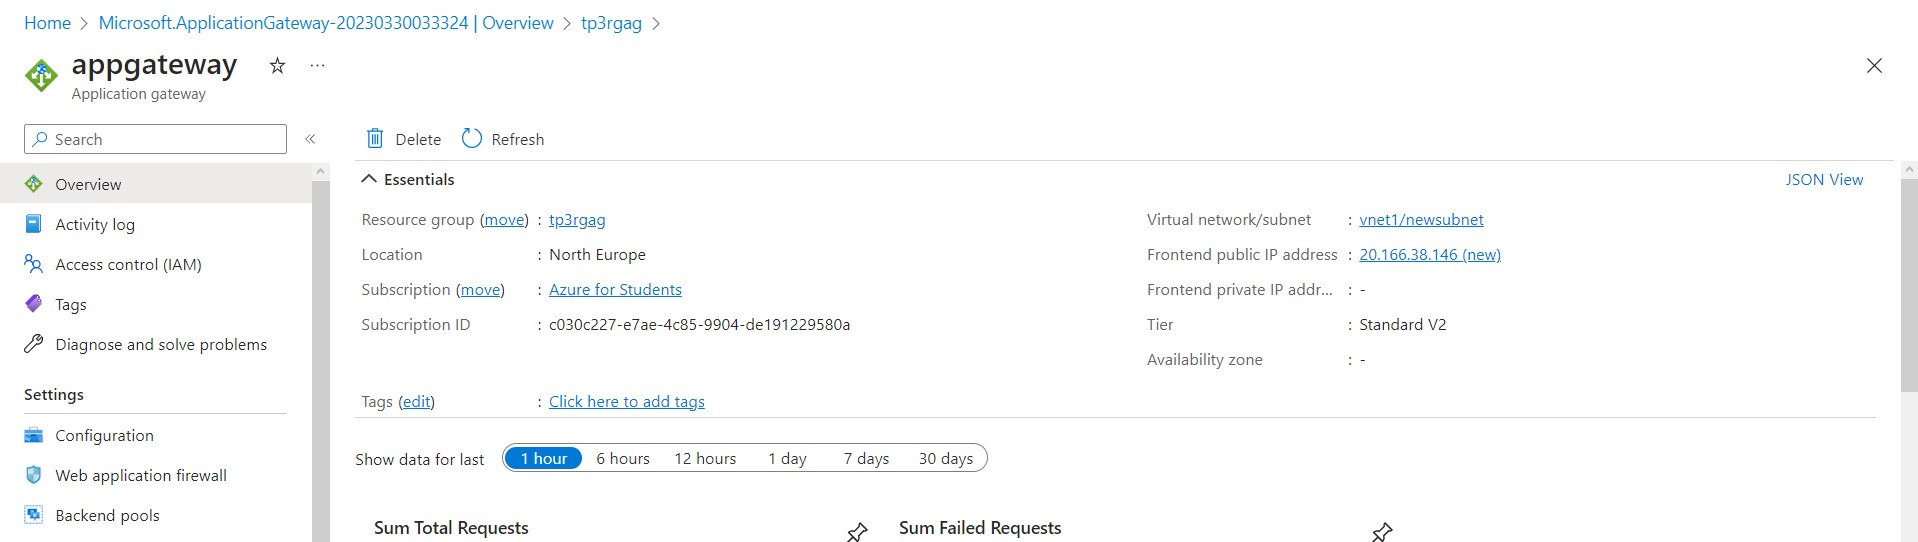 Home > Microsoft.ApplicationGateway-20230330033324 | Overview > tp3rgag >
appgateway ☆ ...
Application gateway
Search «
Overview
Activity log
Access control (IAM)
Tags
Diagnose and solve problems
Settings
Configuration
Web application firewall
Backend pools
Delete Refresh
Essentials JSON View
Resource group (move) : tp3rgag
Location : North Europe
Subscription (move) : Azure for Students
Subscription ID : c030c227-e7ae-4c85-9904-de191229580a
Virtual network/subnet : vnet1/newsubnet
Frontend public IP address : 20.166.38.146 (new)
Frontend private IP addr... : -
Tier : Standard V2
Availability zone : -
Tags (edit) : Click here to add tags
Show data for last 1 hour 6 hours 12 hours 1 day 7 days 30 days
Sum Total Requests Sum Failed Requests